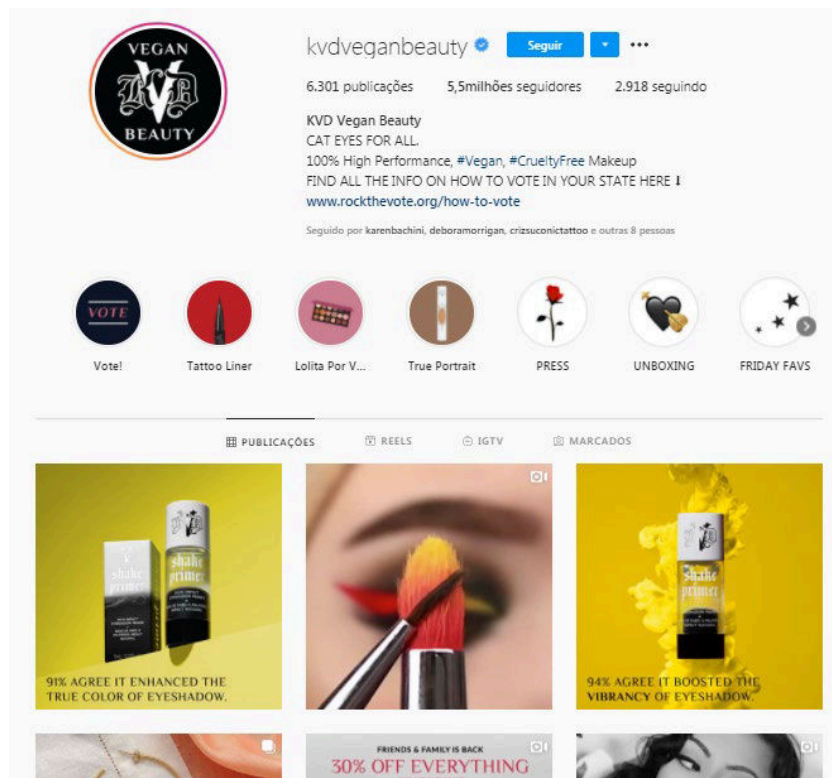 VEGAN
KVD
BEAUTY
kvdveganbeauty
Seguir
6.301 publicações 5,5milhões seguidores 2.918 seguindo
KVD Vegan Beauty
CAT EYES FOR ALL.
100% High Performance, #Vegan, #CrueltyFree Makeup
FIND ALL THE INFO ON HOW TO VOTE IN YOUR STATE HERE ⬇
www.rockthevote.org/how-to-vote
Seguido por karenbachini, deboramorrigan, crizsuconictattoo e outras 8 pessoas
VOTE
Vote! Tattoo Liner Lolita Por V... True Portrait PRESS UNBOXING FRIDAY FAVS
PUBLICAÇÕES REELS IGTV MARCADOS
shake
primer
shake
primer
91% AGREE IT ENHANCED THE
TRUE COLOR OF EYESHADOW.
shake
primer
94% AGREE IT BOOSTED THE
VIBRANCY OF EYESHADOW.
FRIENDS & FAMILY IS BACK
30% OFF EVERYTHING